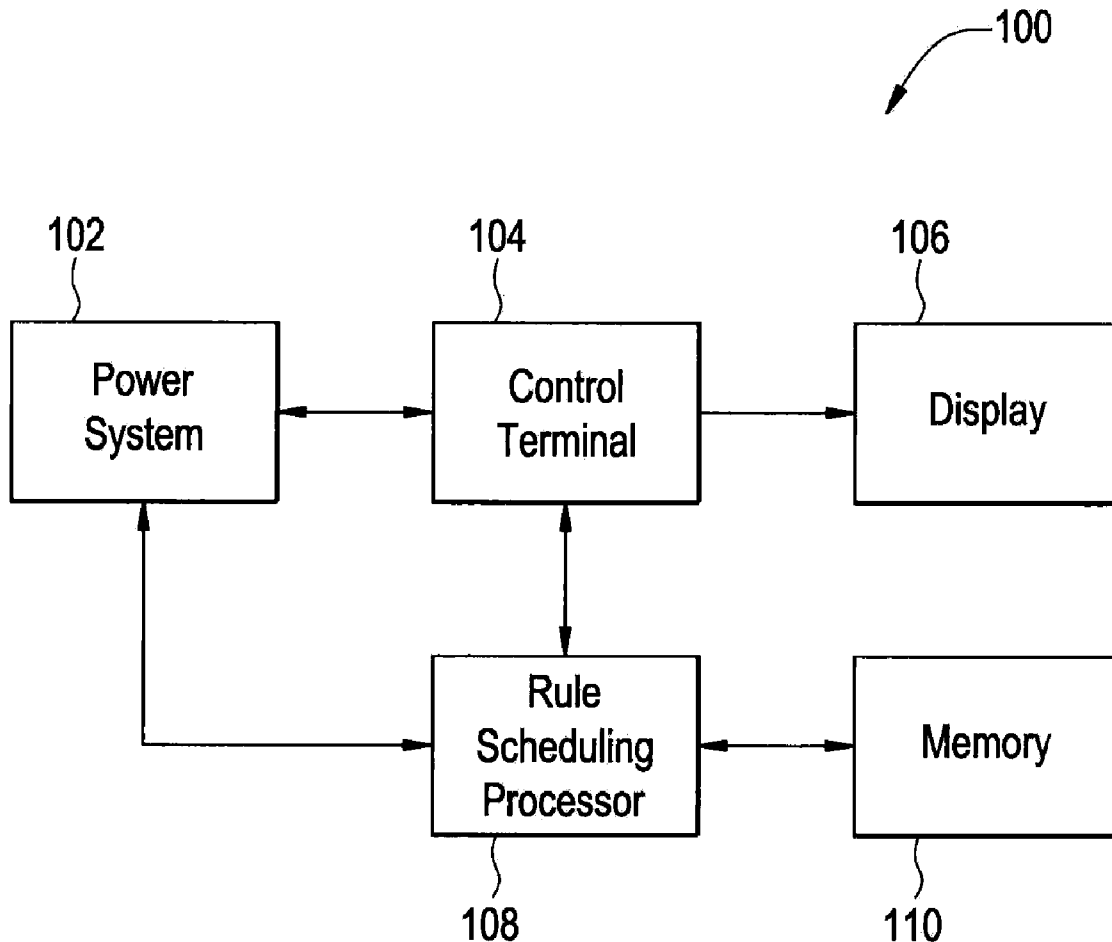 100
102
104
106
Power
System
Control
Terminal
Display
Rule
Scheduling
Processor
Memory
108
110